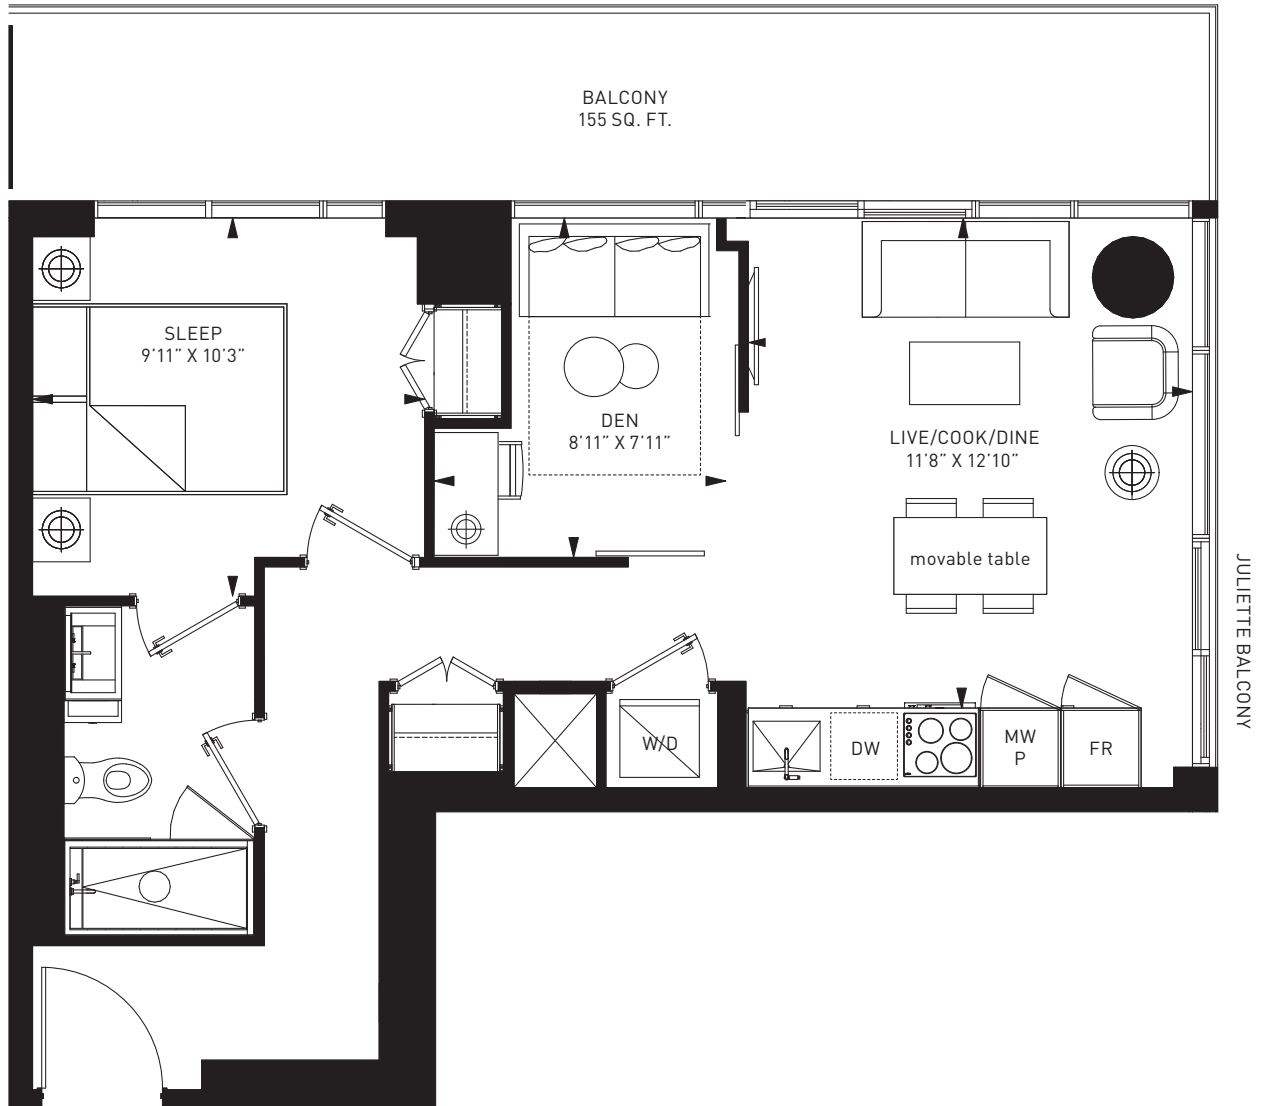 BALCONY
155 SQ. FT.
SLEEP
9’11” X 10’3”
DEN
8’11” X 7’11”
LIVE/COOK/DINE
11’8” X 12’10”
movable table
JULIETTE BALCONY
W/D
DW
MW
P
FR